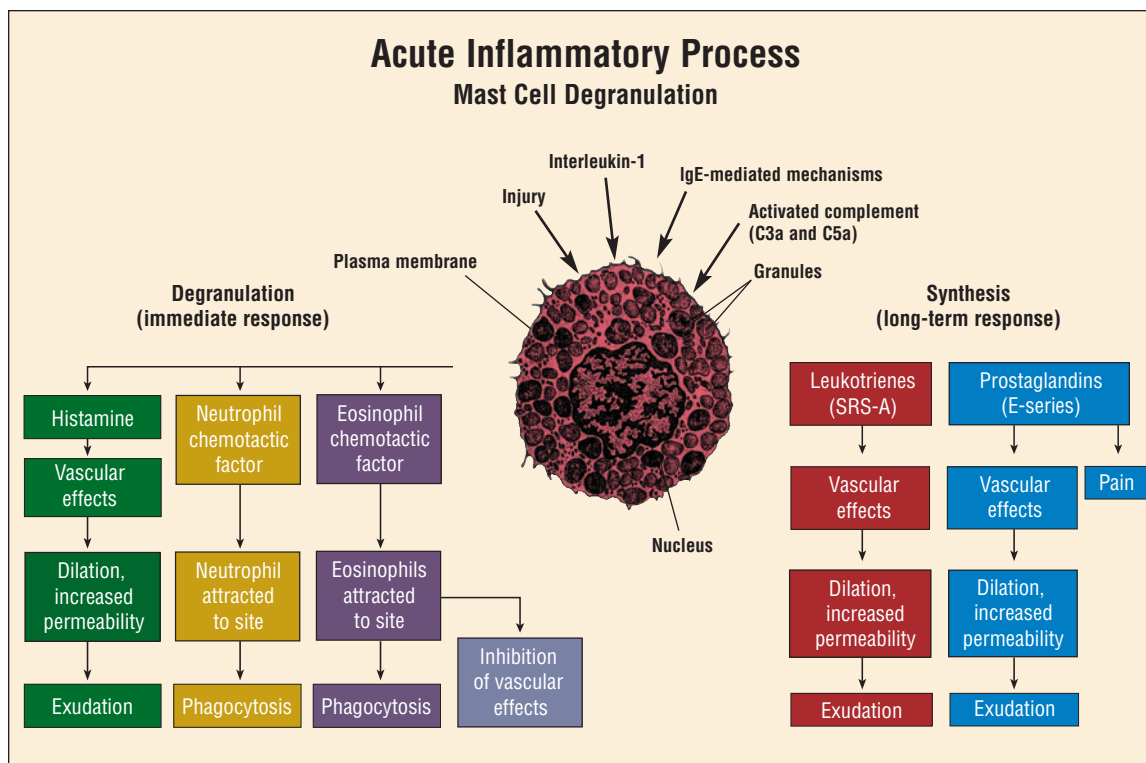 Acute Inflammatory Process
Mast Cell Degranulation
Interleukin-1
IgE-mediated mechanisms
Injury
Activated complement
(C3a and C5a)
Plasma membrane
Granules
Nucleus
Degranulation
(immediate response)
Histamine
Vascular
effects
Dilation,
increased
permeability
Exudation
Neutrophil
chemotactic
factor
Neutrophil
attracted
to site
Phagocytosis
Eosinophil
chemotactic
factor
Eosinophils
attracted
to site
Phagocytosis
Inhibition
of vascular
effects
Synthesis
(long-term response)
Leukotrienes
(SRS-A)
Vascular
effects
Dilation,
increased
permeability
Exudation
Prostaglandins
(E-series)
Vascular
effects
Pain
Dilation,
increased
permeability
Exudation